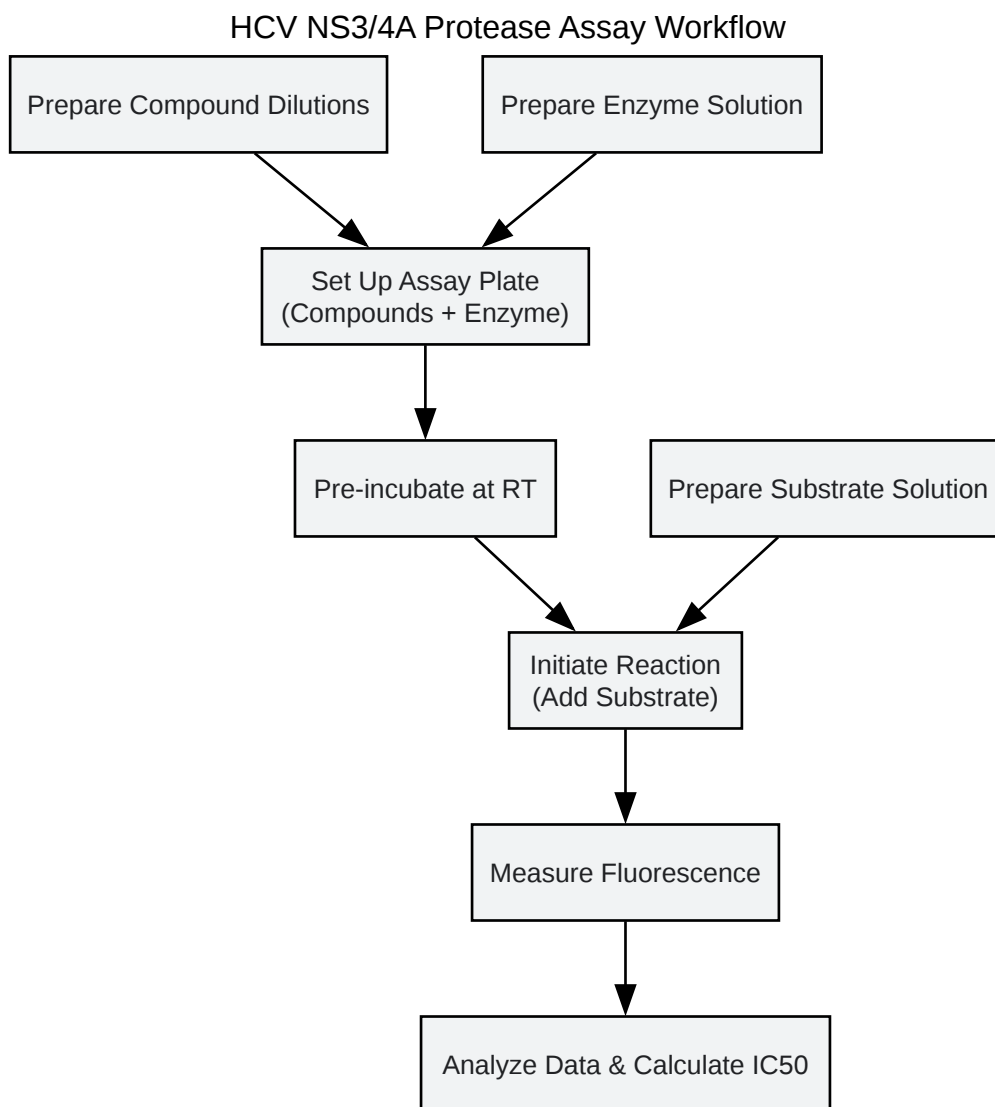 HCV NS3/4A Protease Assay Workflow
Prepare Compound Dilutions
Prepare Enzyme Solution
Set Up Assay Plate
(Compounds + Enzyme)
Pre-incubate at RT
Prepare Substrate Solution
Initiate Reaction
(Add Substrate)
Measure Fluorescence
Analyze Data & Calculate IC50